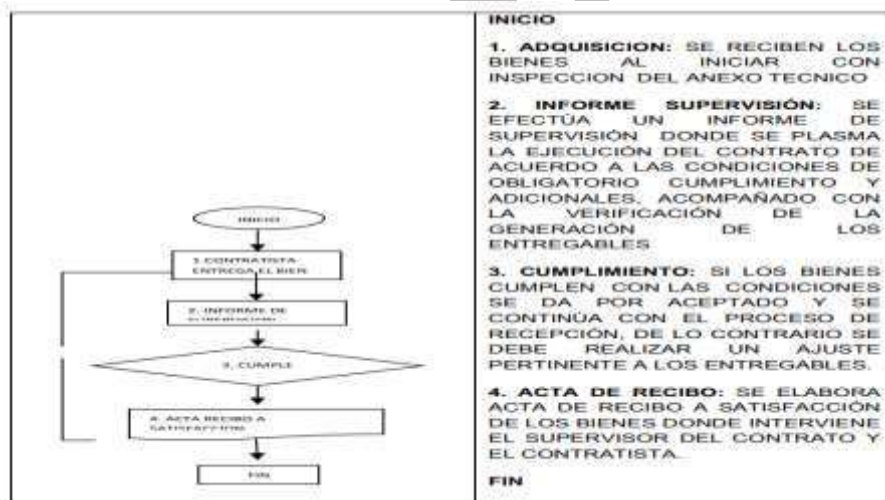 INICIO
1 CONTRATISTA
ENTREGA EL BIEN
2. INFORME DE
3. CUMPLE
4. ACTA RECIBO A
SATISFACCION
FIN
INICIO
1. ADQUISICION: SE RECIBEN LOS
BIENES AL INICIAR CON
INSPECCION DEL ANEXO TECNICO
2. INFORME SUPERVISIÓN: SE
EFECTÚA UN INFORME DE
SUPERVISIÓN DONDE SE PLASMA
LA EJECUCIÓN DEL CONTRATO DE
ACUERDO A LAS CONDICIONES DE
OBLIGATORIO CUMPLIMIENTO Y
ADICIONALES, ACOMPAÑADO CON
LA VERIFICACIÓN DE LA
GENERACIÓN DE LOS
ENTREGABLES
3. CUMPLIMIENTO: SI LOS BIENES
CUMPLEN CON LAS CONDICIONES
SE DA POR ACEPTADO Y SE
CONTINÚA CON EL PROCESO DE
RECEPCIÓN, DE LO CONTRARIO SE
DEBE REALIZAR UN AJUSTE
PERTINENTE A LOS ENTREGABLES.
4. ACTA DE RECIBO: SE ELABORA
ACTA DE RECIBO A SATISFACCIÓN
DE LOS BIENES DONDE INTERVIENE
EL SUPERVISOR DEL CONTRATO Y
EL CONTRATISTA.
FIN